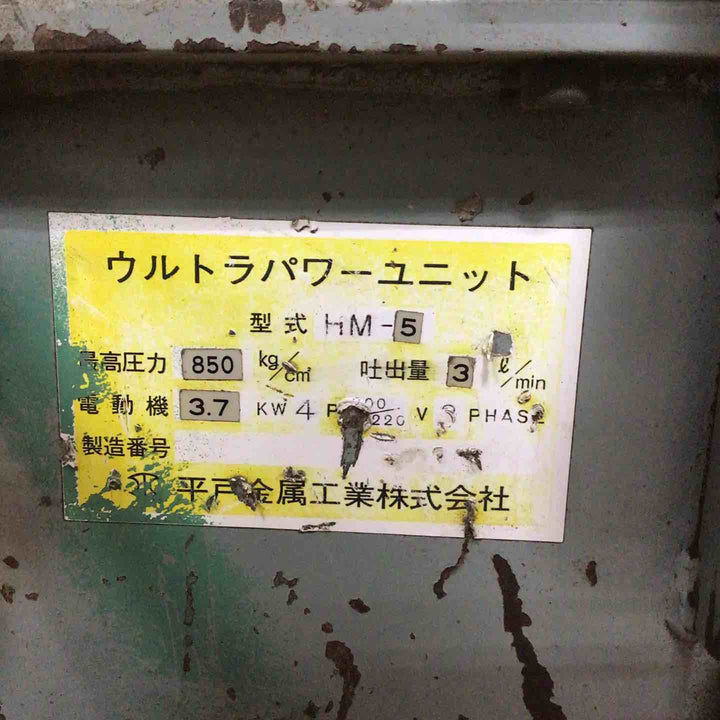 ウルトラパワーユニット
型式 HM-5
最高圧力 850 kg/cm 吐出量 3 ℓ/min
電動機 3.7 KW 4 P 200/220 V 3 PHASE
製造番号
平戸金属工業株式会社